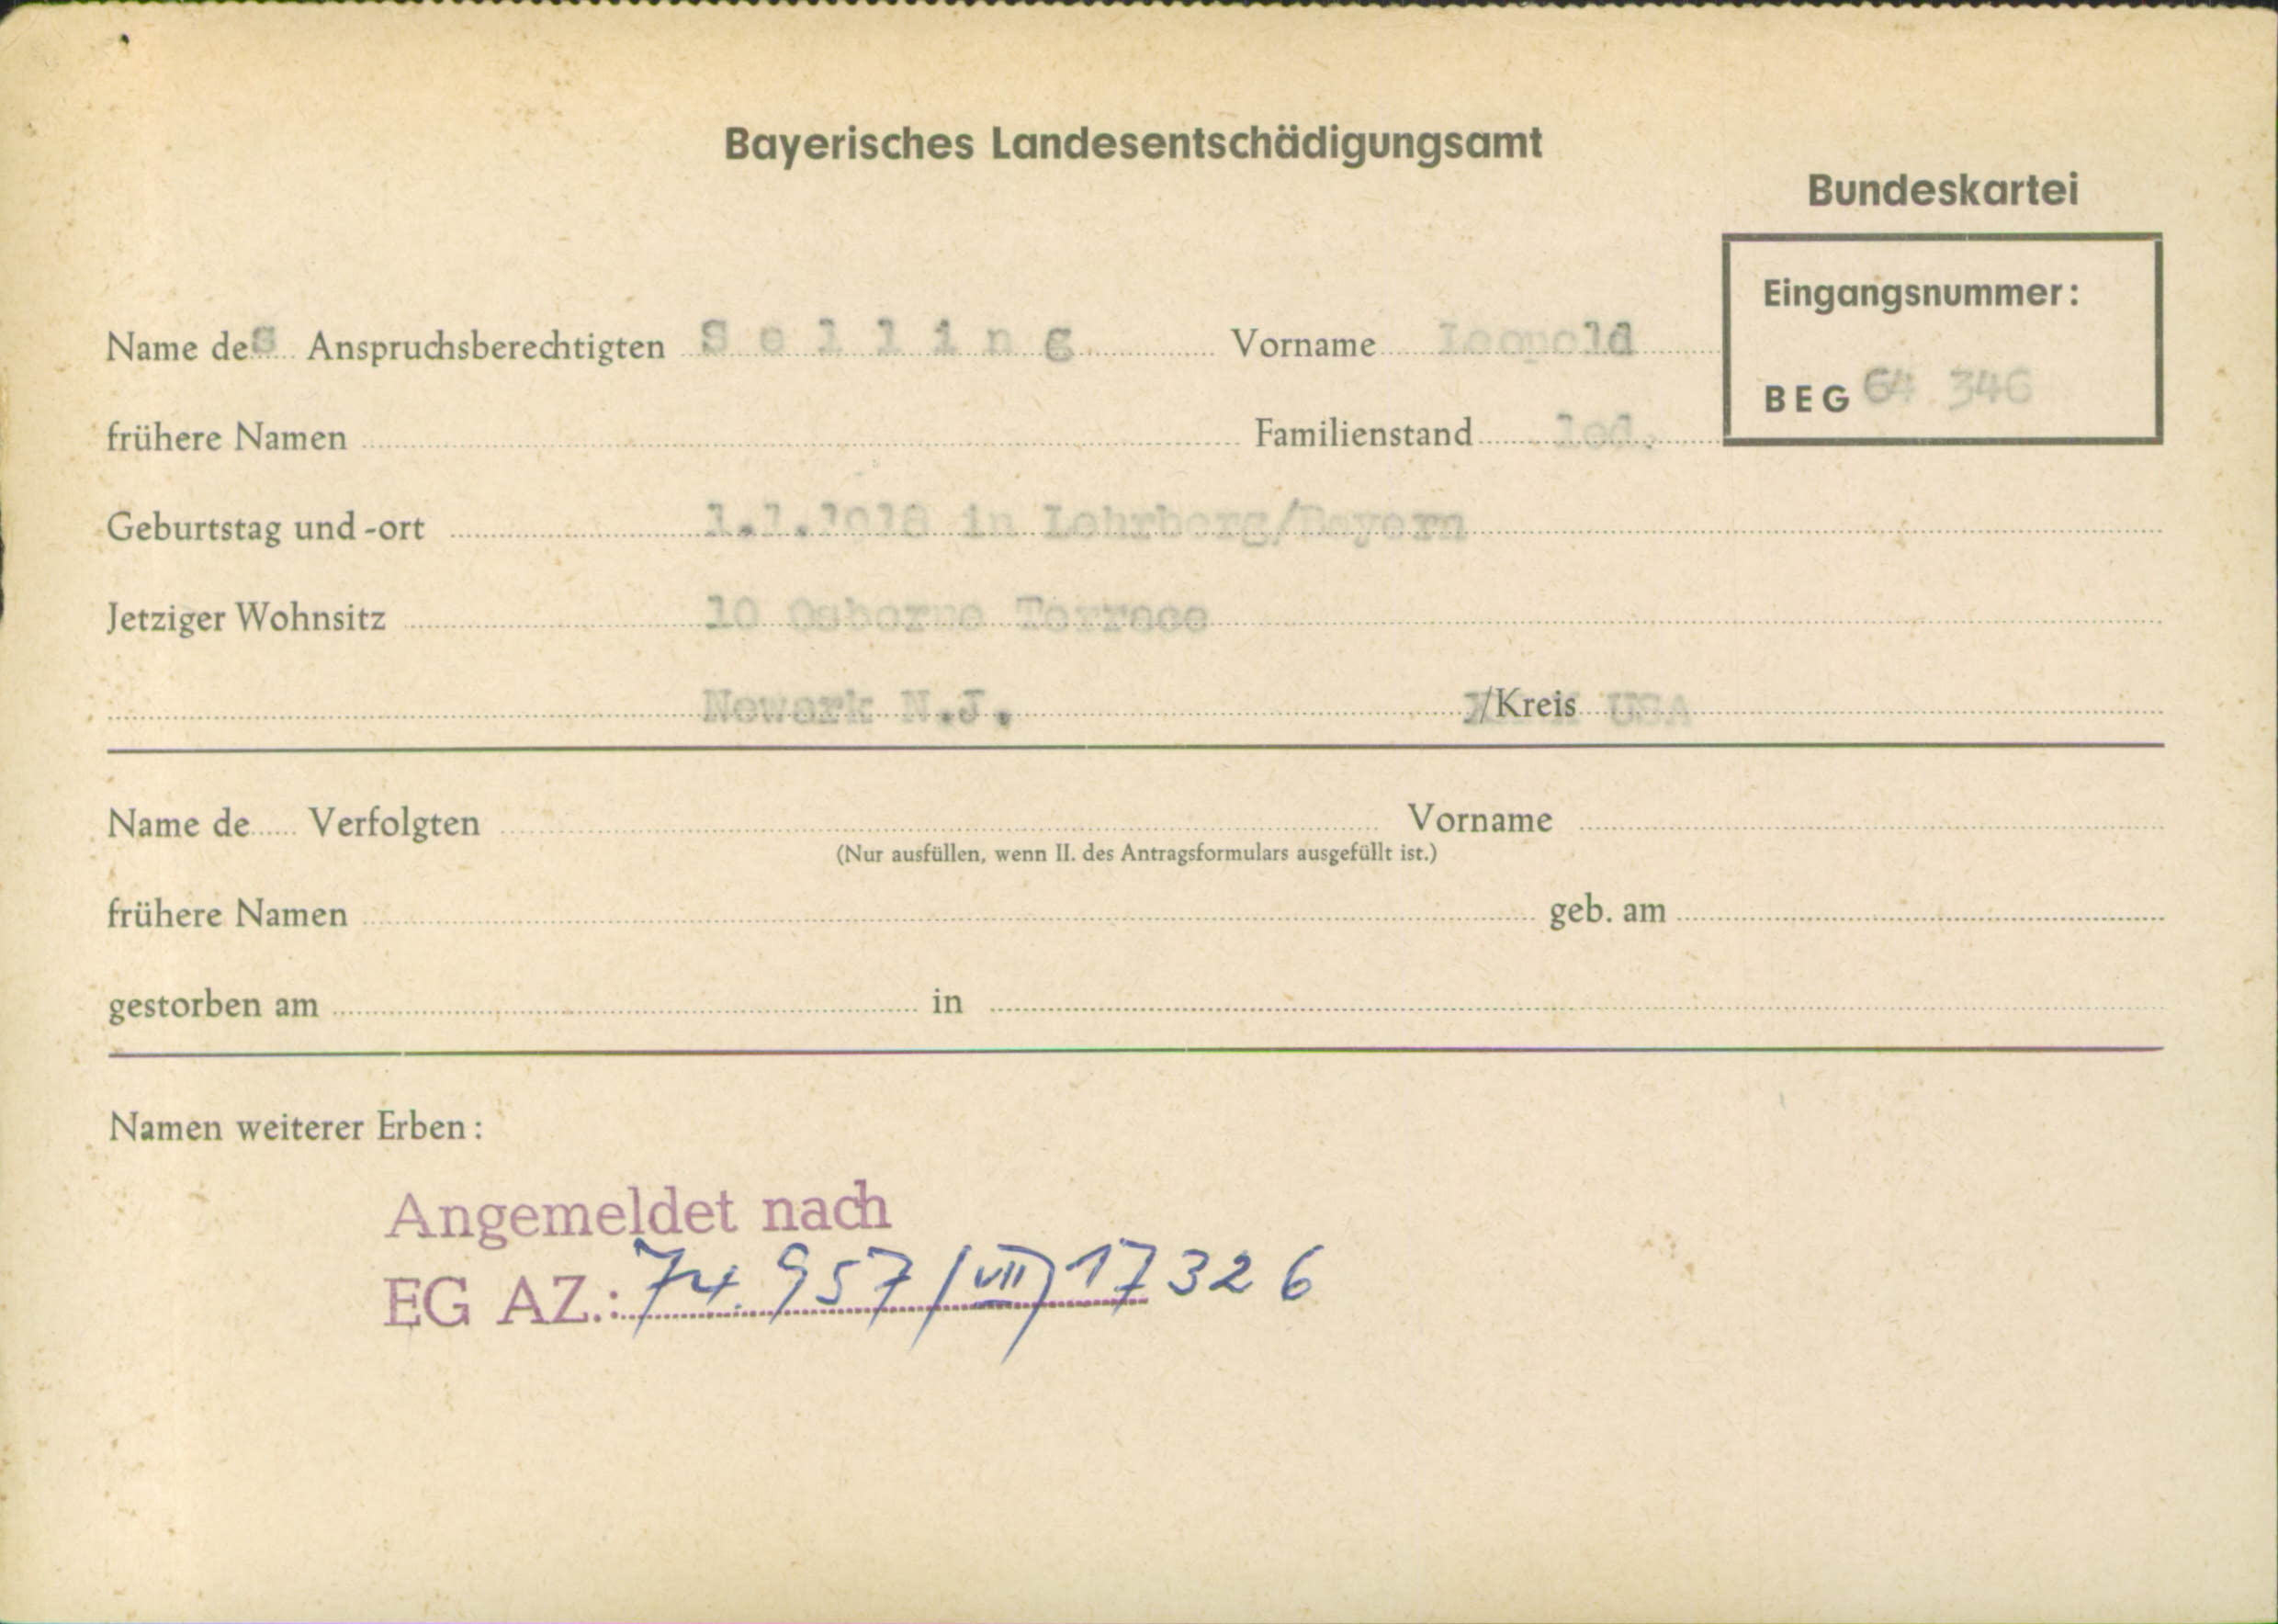 Bayerisches Landesentschädigungsamt
Bundeskartei
Eingangsnummer:
BEG 64 346
Name des Anspruchsberechtigten S e l l i n g Vorname Leopold
frühere Namen Familienstand led.
Geburtstag und -ort 1.1.1918 in Lehrberg/Bayern
Jetziger Wohnsitz 10 Osborne Terrace
Newark N.J. /Kreis USA
Name de Verfolgten Vorname
(Nur ausfüllen, wenn II. des Antragsformulars ausgefüllt ist.)
frühere Namen geb. am
gestorben am in
Namen weiterer Erben:
Angemeldet nach
EG AZ.: 74.957/VII/17326